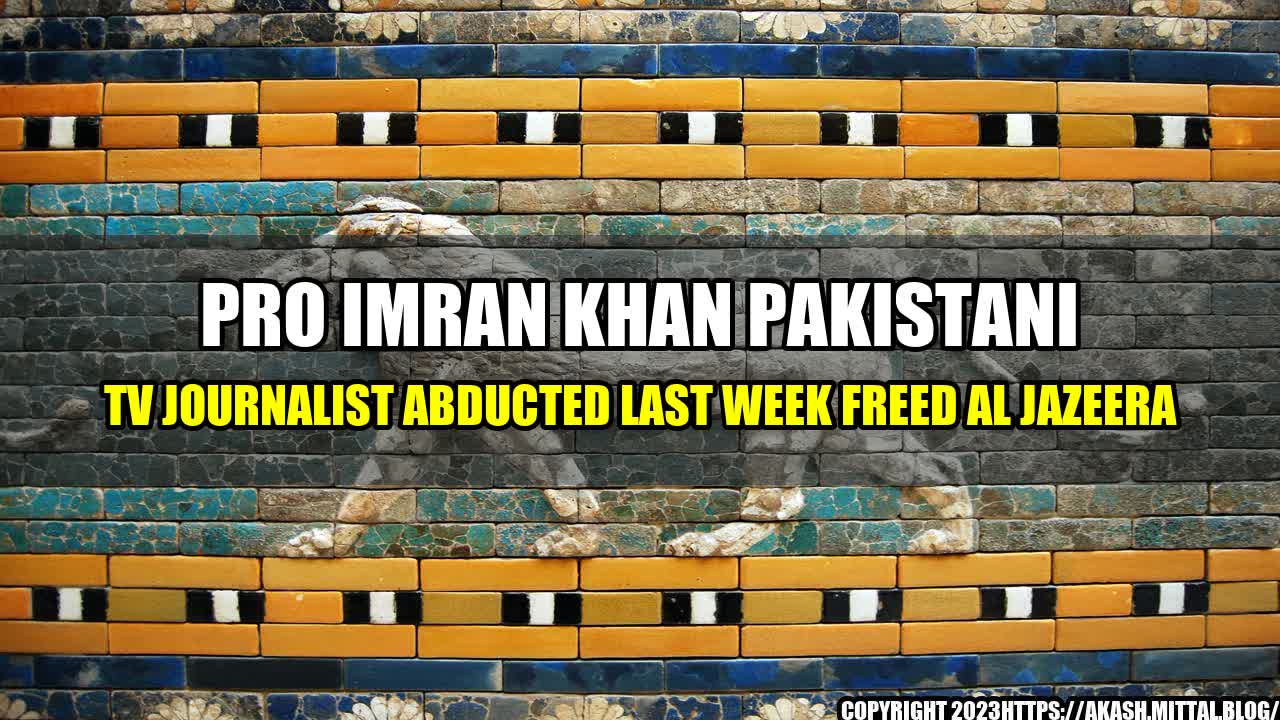 PRO IMRAN KHAN PAKISTANI
TV JOURNALIST ABDUCTED LAST WEEK FREED AL JAZEERA
COPYRIGHT 2023HTTPS://AKASH.MITTAL.BLOG/